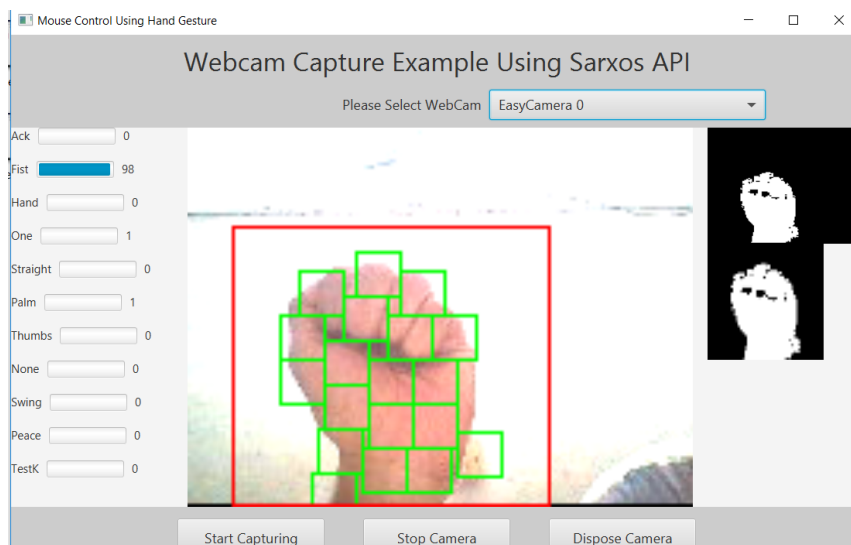 Mouse Control Using Hand Gesture
Webcam Capture Example Using Sarxos API
Please Select WebCam EasyCamera 0
Ack 0
Fist 98
Hand 0
One 1
Straight 0
Palm 1
Thumbs 0
None 0
Swing 0
Peace 0
TestK 0
Start Capturing Stop Camera Dispose Camera